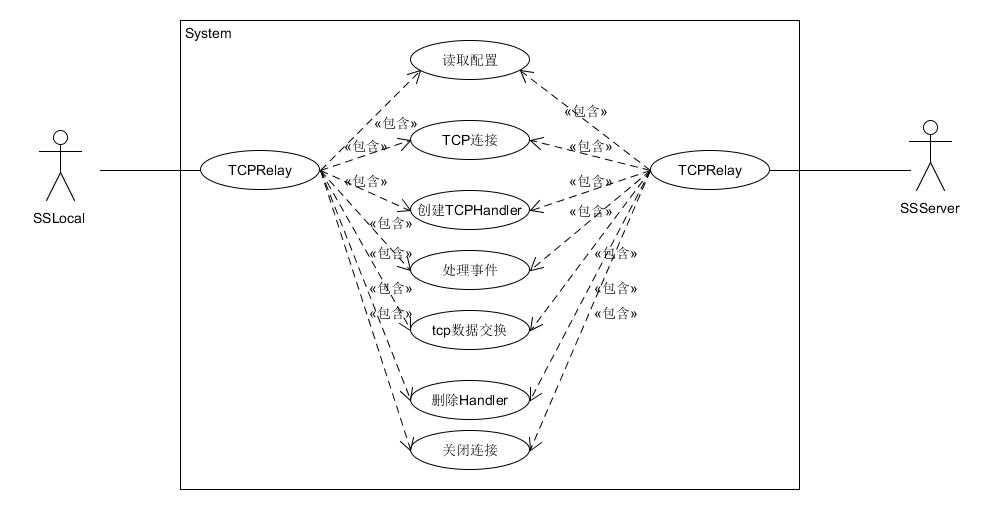 System
读取配置
«包含»
«包含»
TCP连接
«包含»
«包含»
TCPRelay
TCPRelay
SSLocal
SSServer
«包含»
«包含»
创建TCPHandler
«包含»
«包含»
处理事件
«包含»
«包含»
«包含»
«包含»
tcp数据交换
«包含»
«包含»
删除Handler
关闭连接